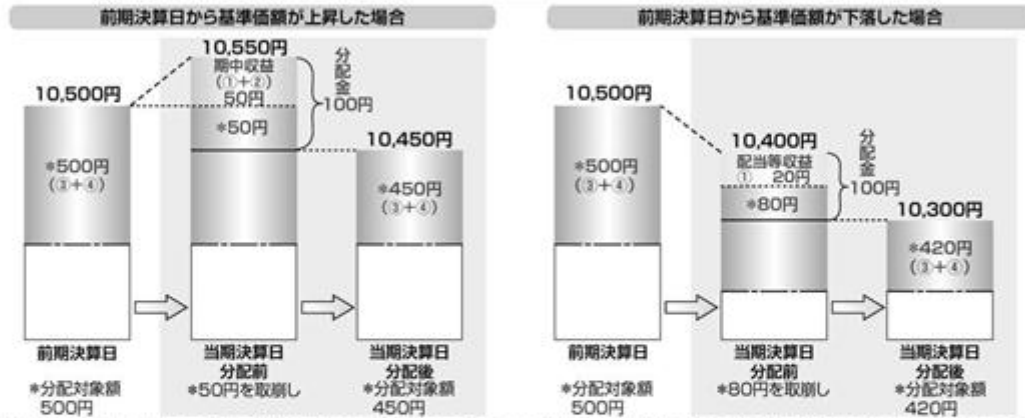 前期決算日から基準価額が上昇した場合
10,550円
期中収益
(①+②)
50円
*50円
分配金
100円
10,500円
*500円
(③+④)
10,450円
*450円
(③+④)
前期決算日
当期決算日
分配前
当期決算日
分配後
*分配対象額
500円
*50円を取崩し
*分配対象額
450円
前期決算日から基準価額が下落した場合
10,500円
*500円
(③+④)
10,400円
配当等収益
① 20円
*80円
分配金
100円
10,300円
*420円
(③+④)
前期決算日
当期決算日
分配前
当期決算日
分配後
*分配対象額
500円
*80円を取崩し
*分配対象額
420円